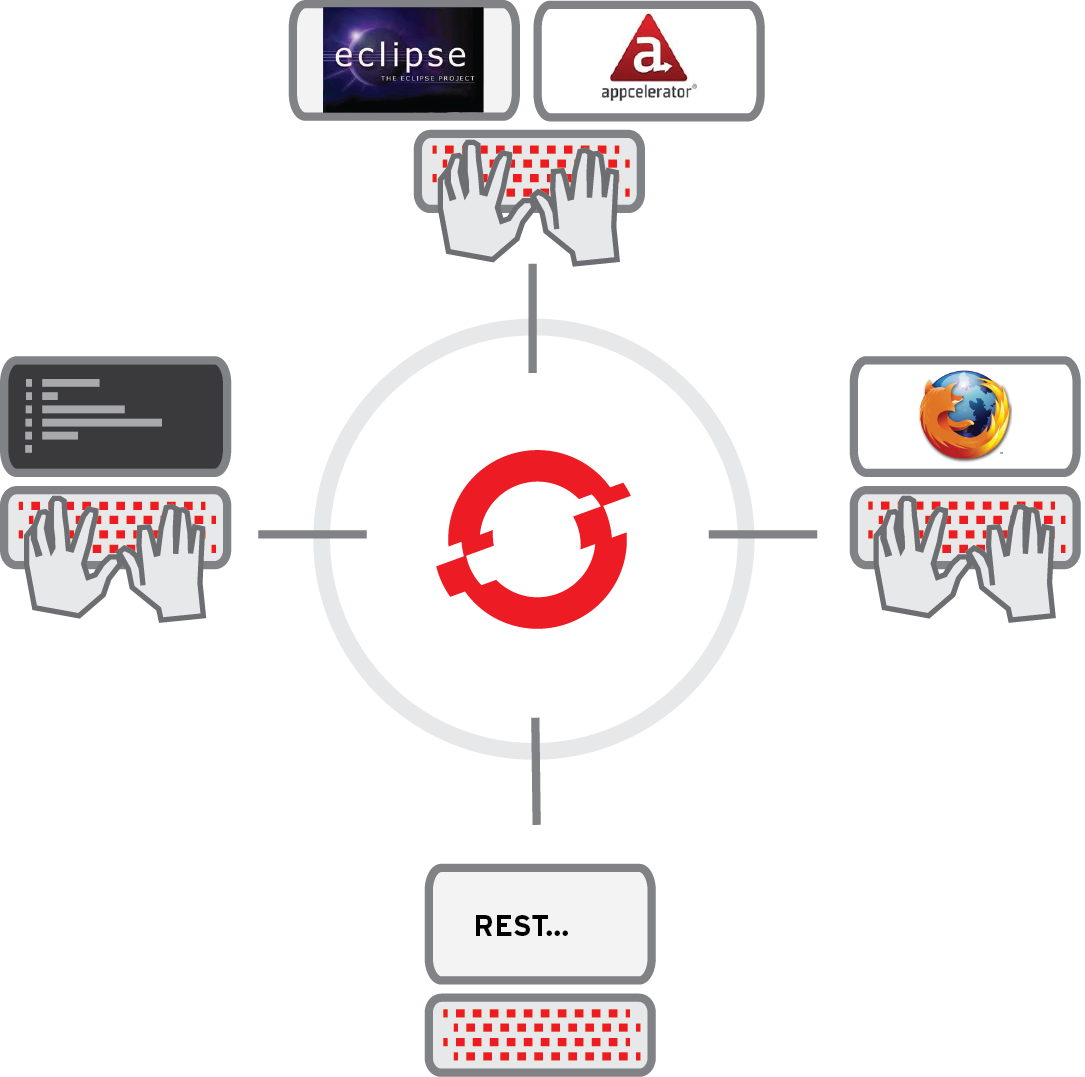 eclipse
THE ECLIPSE PROJECT
a
appcelerator®
REST...